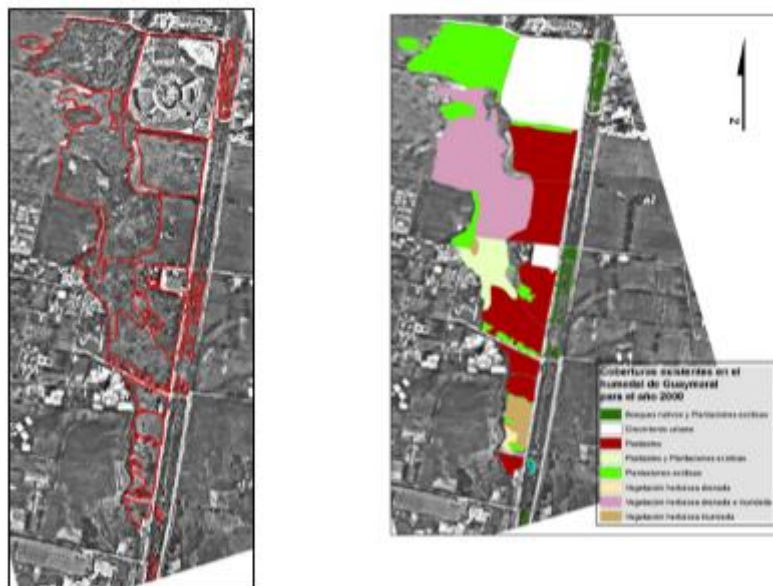 N
Coberturas existentes en el
humedal de Guaymaral
para el año 2000
Bosques nativos y Plantaciones exóticas
Crecimiento urbano
Pastizales
Pastizales y Plantaciones exóticas
Plantaciones exóticas
Vegetación herbácea drenada
Vegetación herbácea drenada e inundada
Vegetación herbácea inundada